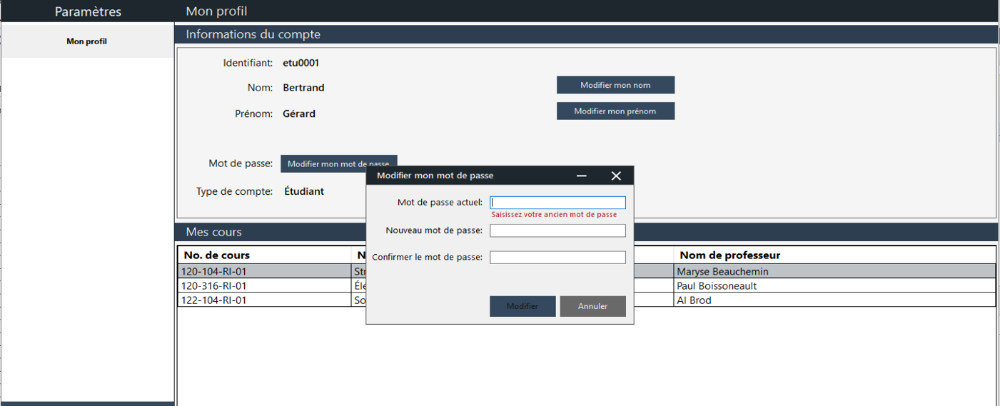 Paramètres
Mon profil
Mon profil
Informations du compte
Identifiant: etu0001
Nom: Bertrand
Modifier mon nom
Prénom: Gérard
Modifier mon prénom
Mot de passe: Modifier mon mot de passe
Type de compte: Étudiant
Modifier mon mot de passe
Mot de passe actuel:
Saisissez votre ancien mot de passe
Nouveau mot de passe:
Confirmer le mot de passe:
Modifier Annuler
Mes cours
No. de cours N Nom de professeur
120-104-RI-01 Str Maryse Beauchemin
120-316-RI-01 Élé Paul Boissoneault
122-104-RI-01 So Al Brod